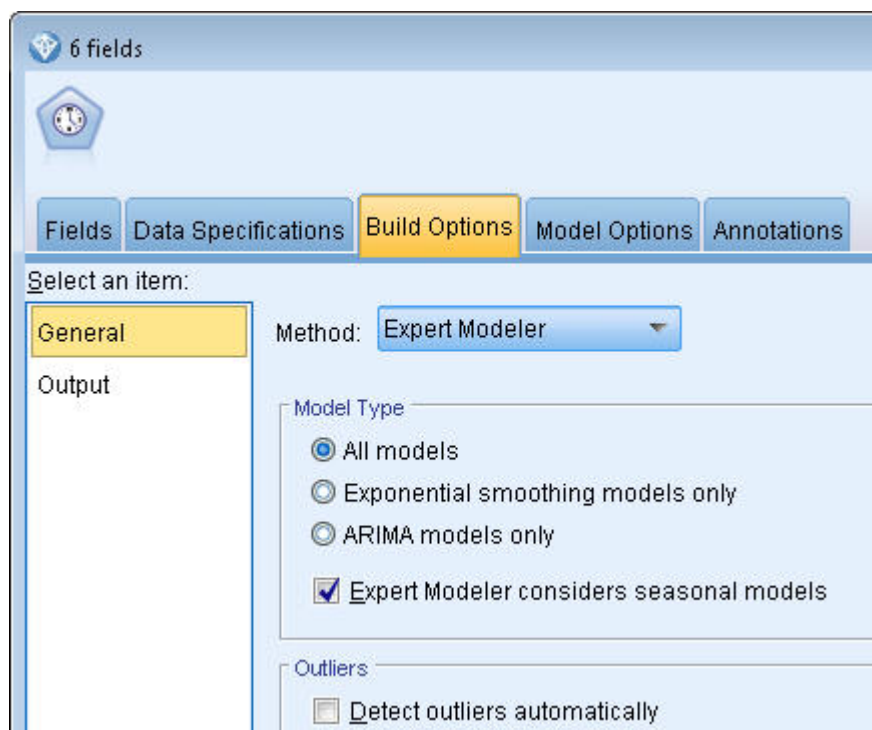 6 fields
Fields Data Specifications Build Options Model Options Annotations
Select an item:
General
Output
Method: Expert Modeler
Model Type
All models
Exponential smoothing models only
ARIMA models only
Expert Modeler considers seasonal models
Outliers
Detect outliers automatically